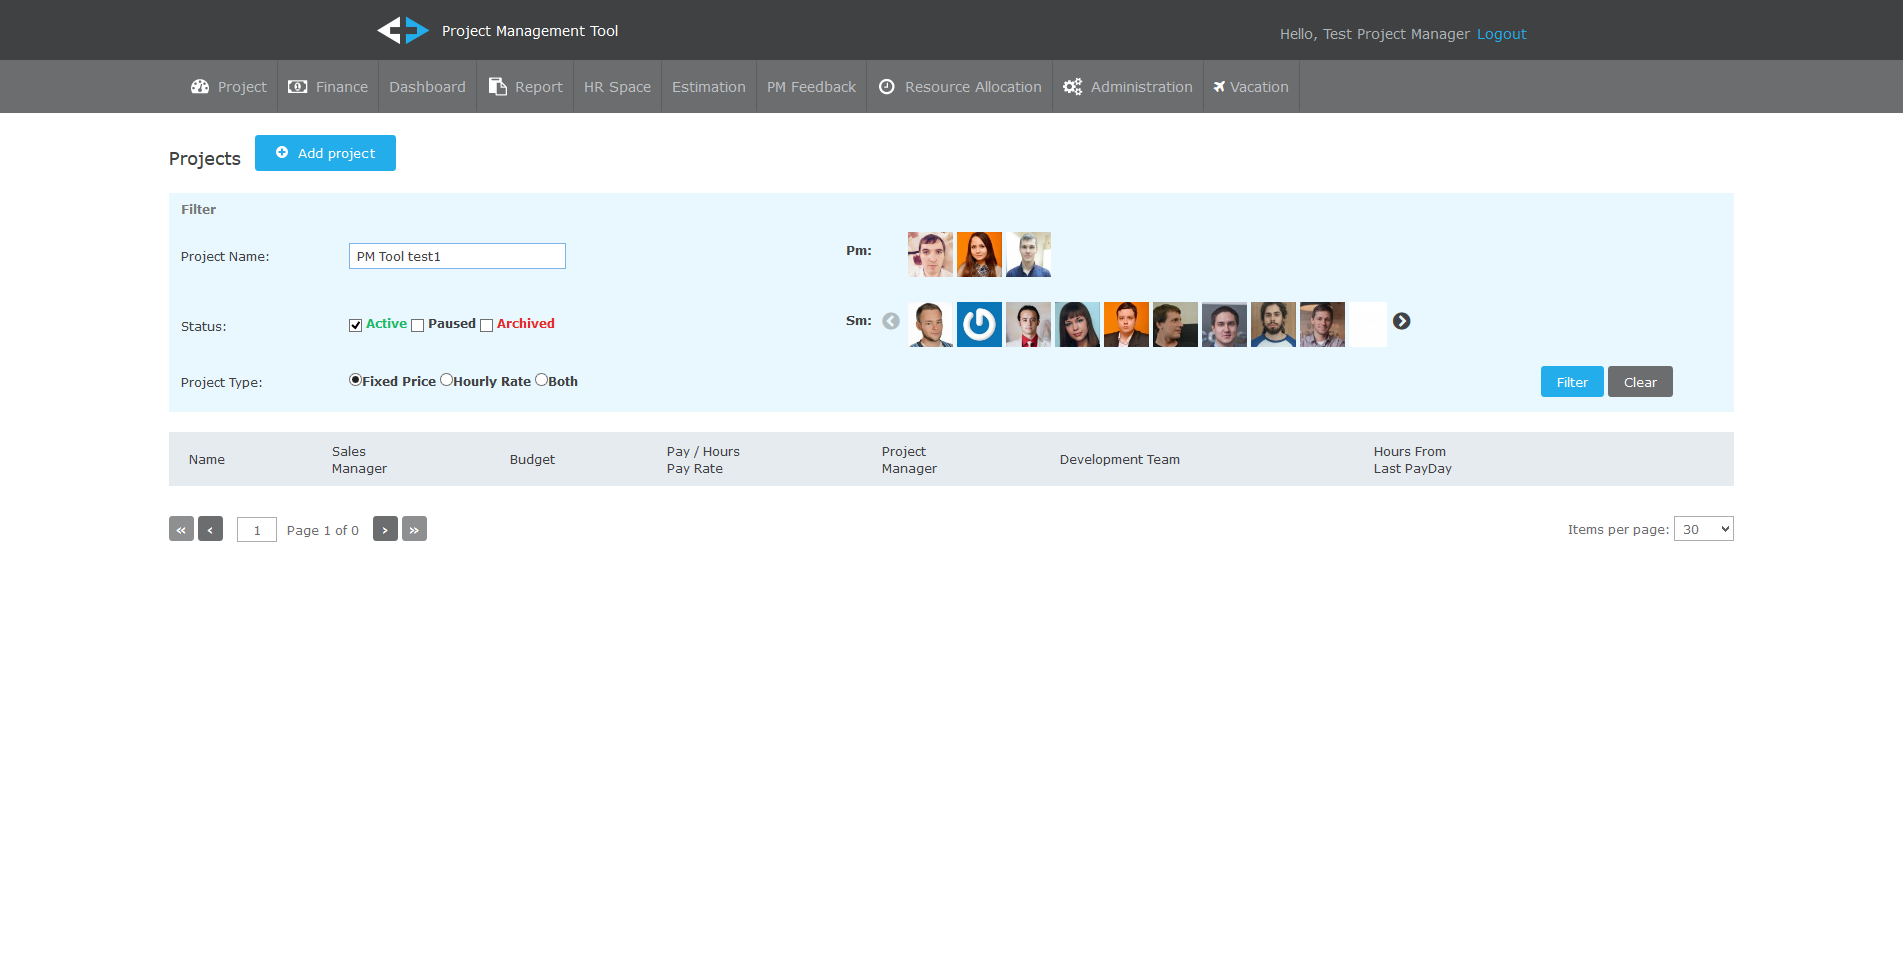 Project Management Tool
Hello, Test Project Manager Logout
Project Finance Dashboard Report HR Space Estimation PM Feedback Resource Allocation Administration Vacation
Projects Add project
Filter
Project Name: PM Tool test1 Pm:
Status: Active Paused Archived Sm:
Project Type: Fixed Price Hourly Rate Both Filter Clear
Name Sales Manager Budget Pay / Hours Pay Rate Project Manager Development Team Hours From Last PayDay
« ‹ 1 Page 1 of 0 › » Items per page: 30